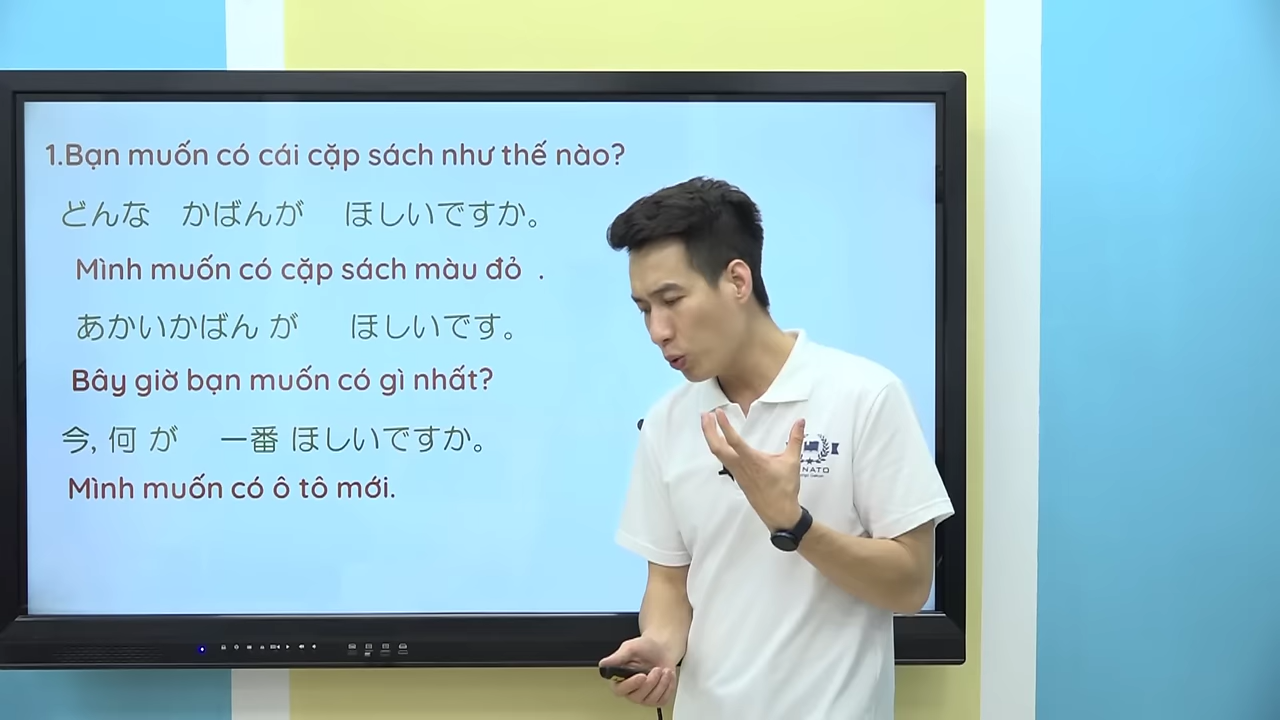 1.Bạn muốn có cái cặp sách như thế nào?
どんな かばんが ほしいですか。
Mình muốn có cặp sách màu đỏ .
あかいかばん が ほしいです。
Bây giờ bạn muốn có gì nhất?
今, 何 が 一番 ほしいですか。
Mình muốn có ô tô mới.
NATO